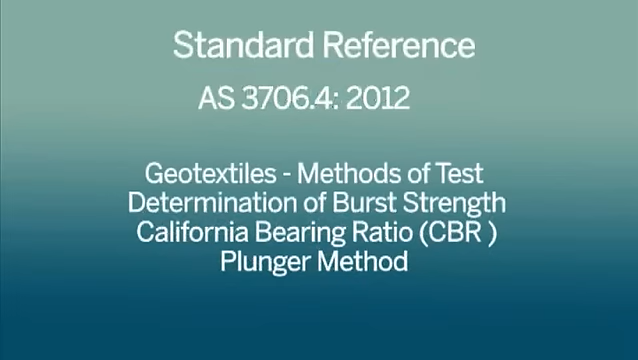 Standard Reference
AS 3706.4: 2012
Geotextiles - Methods of Test
Determination of Burst Strength
California Bearing Ratio (CBR )
Plunger Method